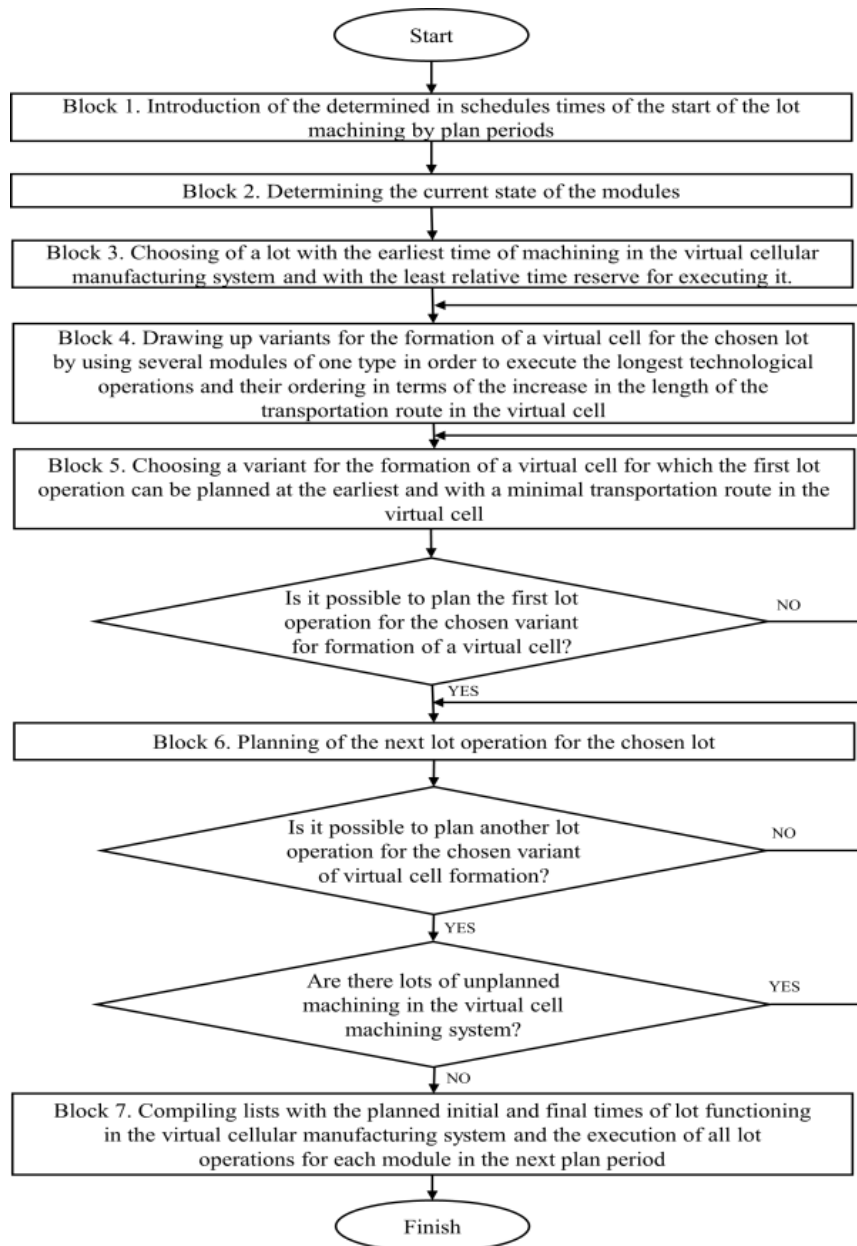 Start
Block 1. Introduction of the determined in schedules times of the start of the lot
machining by plan periods
Block 2. Determining the current state of the modules
Block 3. Choosing of a lot with the earliest time of machining in the virtual cellular
manufacturing system and with the least relative time reserve for executing it.
Block 4. Drawing up variants for the formation of a virtual cell for the chosen lot
by using several modules of one type in order to execute the longest technological
operations and their ordering in terms of the increase in the length of the
transportation route in the virtual cell
Block 5. Choosing a variant for the formation of a virtual cell for which the first lot
operation can be planned at the earliest and with a minimal transportation route in the
virtual cell
Is it possible to plan the first lot
operation for the chosen variant
for formation of a virtual cell?
NO
YES
Block 6. Planning of the next lot operation for the chosen lot
Is it possible to plan another lot
operation for the chosen variant
of virtual cell formation?
NO
YES
Are there lots of unplanned
machining in the virtual cell
machining system?
YES
NO
Block 7. Compiling lists with the planned initial and final times of lot functioning
in the virtual cellular manufacturing system and the execution of all lot
operations for each module in the next plan period
Finish